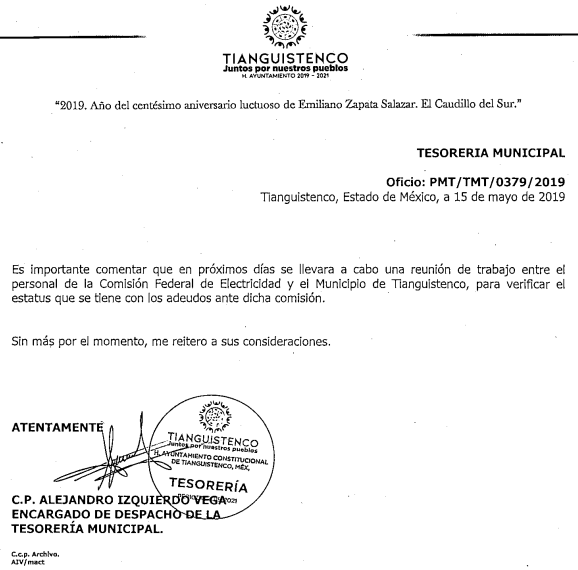 TIANGUISTENCO
Juntos por nuestros pueblos
H. AYUNTAMIENTO 2019 - 2021
"2019. Año del centésimo aniversario luctuoso de Emiliano Zapata Salazar. El Caudillo del Sur."
TESORERIA MUNICIPAL
Oficio: PMT/TMT/0379/2019
Tianguistenco, Estado de México, a 15 de mayo de 2019
Es importante comentar que en próximos días se llevara a cabo una reunión de trabajo entre el
personal de la Comisión Federal de Electricidad y el Municipio de Tianguistenco, para verificar el
estatus que se tiene con los adeudos ante dicha comisión.
Sin más por el momento, me reitero a sus consideraciones.
ATENTAMENTE
TIANGUISTENCO
Juntos por nuestros pueblos
H. AYUNTAMIENTO CONSTITUCIONAL
DE TIANGUISTENCO, MÉX.
TESORERÍA
2021
C.P. ALEJANDRO IZQUIERDO VEGA
ENCARGADO DE DESPACHO DE LA
TESORERÍA MUNICIPAL.
C.c.p. Archivo.
AIV/mact